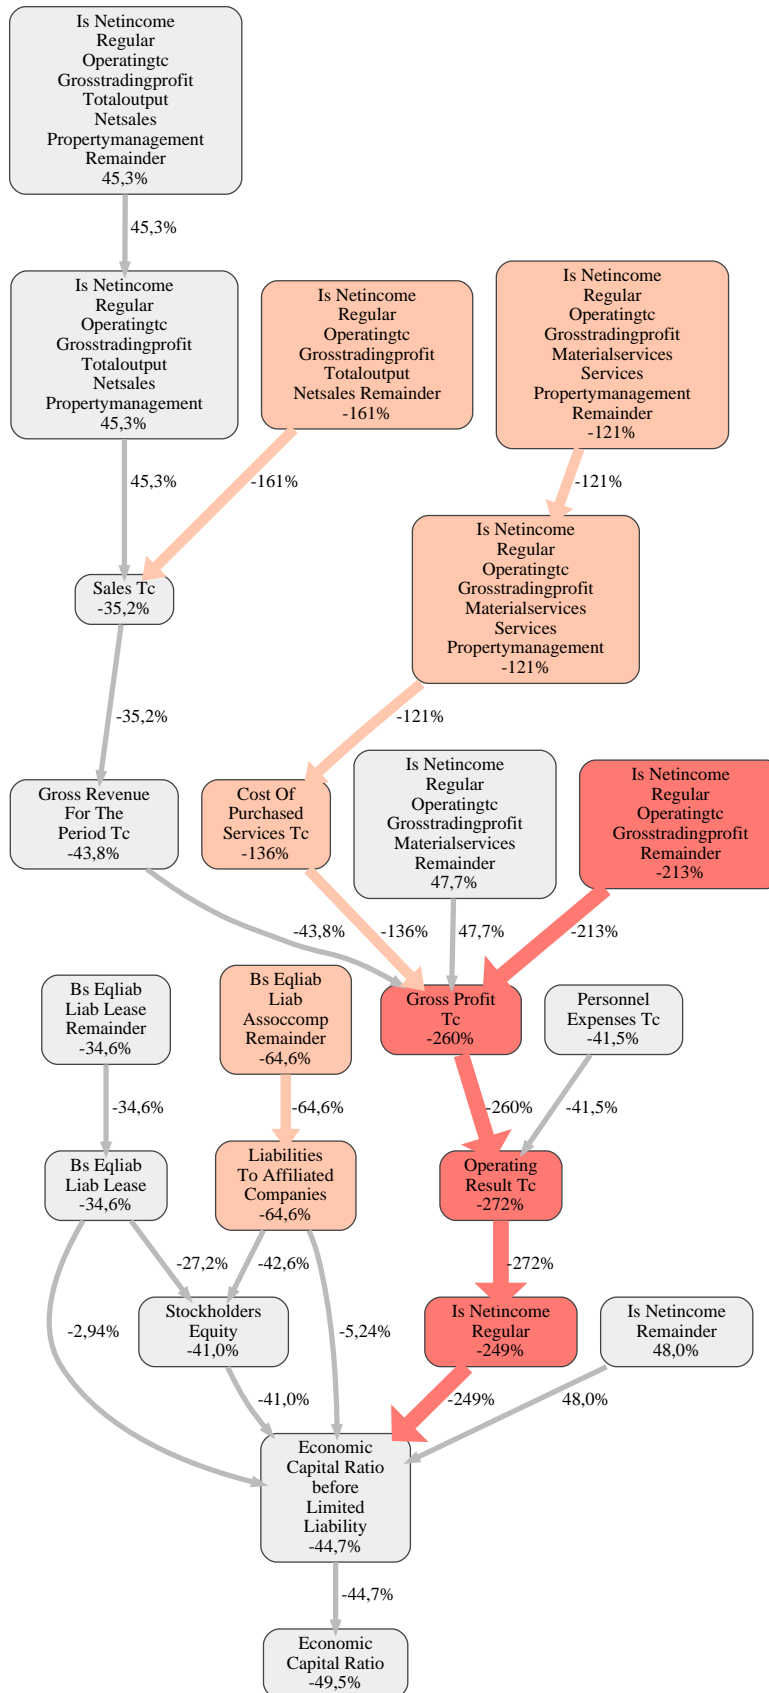 Is Netincome
Regular
Operatingtc
Grosstradingprofit
Totaloutput
Netsales
Propertymanagement
Remainder
45,3%
45,3%
Is Netincome
Regular
Operatingtc
Grosstradingprofit
Totaloutput
Netsales
Propertymanagement
45,3%
Is Netincome
Regular
Operatingtc
Grosstradingprofit
Totaloutput
Netsales Remainder
-161%
Is Netincome
Regular
Operatingtc
Grosstradingprofit
Materialservices
Services
Propertymanagement
Remainder
-121%
45,3%
-161%
-121%
Is Netincome
Regular
Operatingtc
Grosstradingprofit
Materialservices
Services
Propertymanagement
-121%
Sales Tc
-35,2%
-35,2%
-121%
Gross Revenue
For The
Period Tc
-43,8%
Cost Of
Purchased
Services Tc
-136%
Is Netincome
Regular
Operatingtc
Grosstradingprofit
Materialservices
Remainder
47,7%
Is Netincome
Regular
Operatingtc
Grosstradingprofit
Remainder
-213%
-43,8%
-136%
47,7%
-213%
Bs Eqliab
Liab Lease
Remainder
-34,6%
Bs Eqliab
Liab
Assoccomp
Remainder
-64,6%
Gross Profit
Tc
-260%
Personnel
Expenses Tc
-41,5%
-34,6%
-64,6%
-260%
-41,5%
Bs Eqliab
Liab Lease
-34,6%
Liabilities
To Affiliated
Companies
-64,6%
Operating
Result Tc
-272%
-27,2%
-42,6%
-272%
-2,94%
Stockholders
Equity
-41,0%
-5,24%
Is Netincome
Regular
-249%
Is Netincome
Remainder
48,0%
-41,0%
-249%
48,0%
Economic
Capital Ratio
before
Limited
Liability
-44,7%
-44,7%
Economic
Capital Ratio
-49,5%